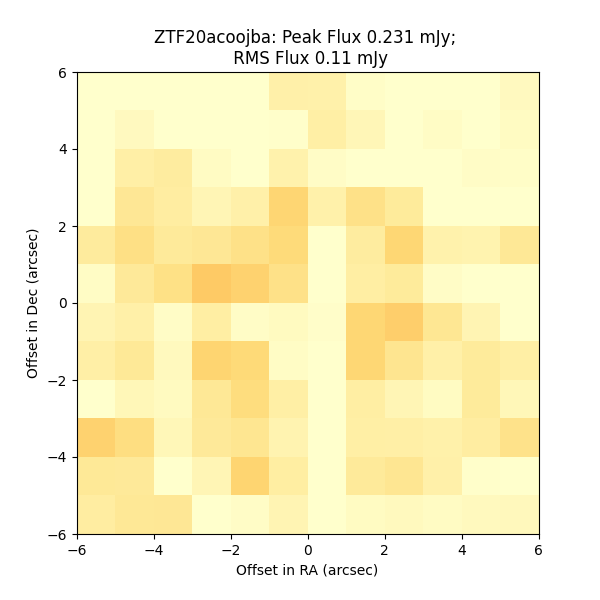 ZTF20acoojba: Peak Flux 0.231 mJy;
RMS Flux 0.11 mJy
6
4
2
0
−2
−4
−6
Offset in Dec (arcsec)
−6 −4 −2 0 2 4 6
Offset in RA (arcsec)